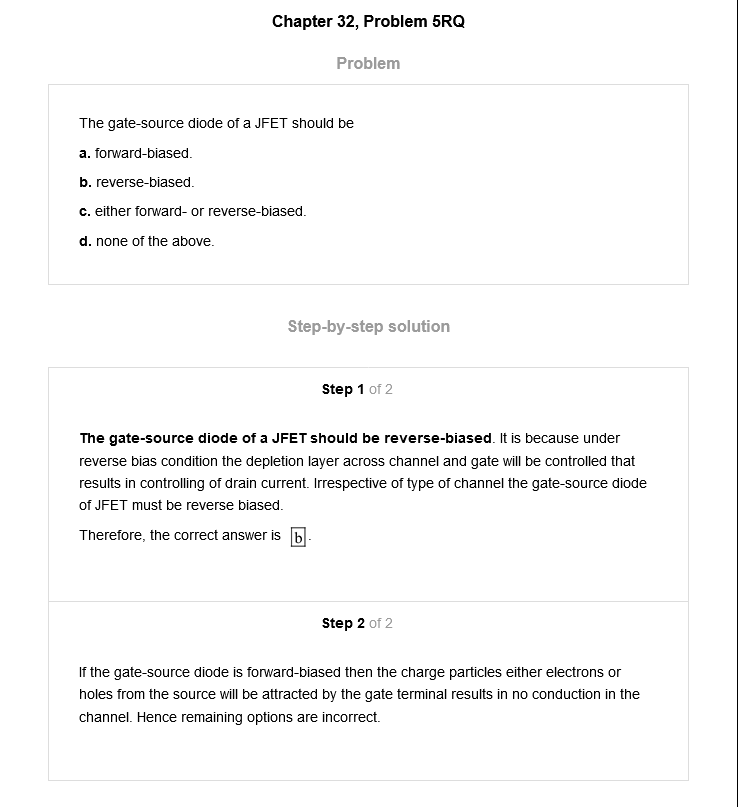 Chapter 32, Problem 5RQ
Problem
The gate-source diode of a JFET should be
a. forward-biased.
b. reverse-biased.
c. either forward- or reverse-biased.
d. none of the above.
Step-by-step solution
Step 1 of 2
The gate-source diode of a JFET should be reverse-biased. It is because under
reverse bias condition the depletion layer across channel and gate will be controlled that
results in controlling of drain current. Irrespective of type of channel the gate-source diode
of JFET must be reverse biased.
Therefore, the correct answer is b.
Step 2 of 2
If the gate-source diode is forward-biased then the charge particles either electrons or
holes from the source will be attracted by the gate terminal results in no conduction in the
channel. Hence remaining options are incorrect.